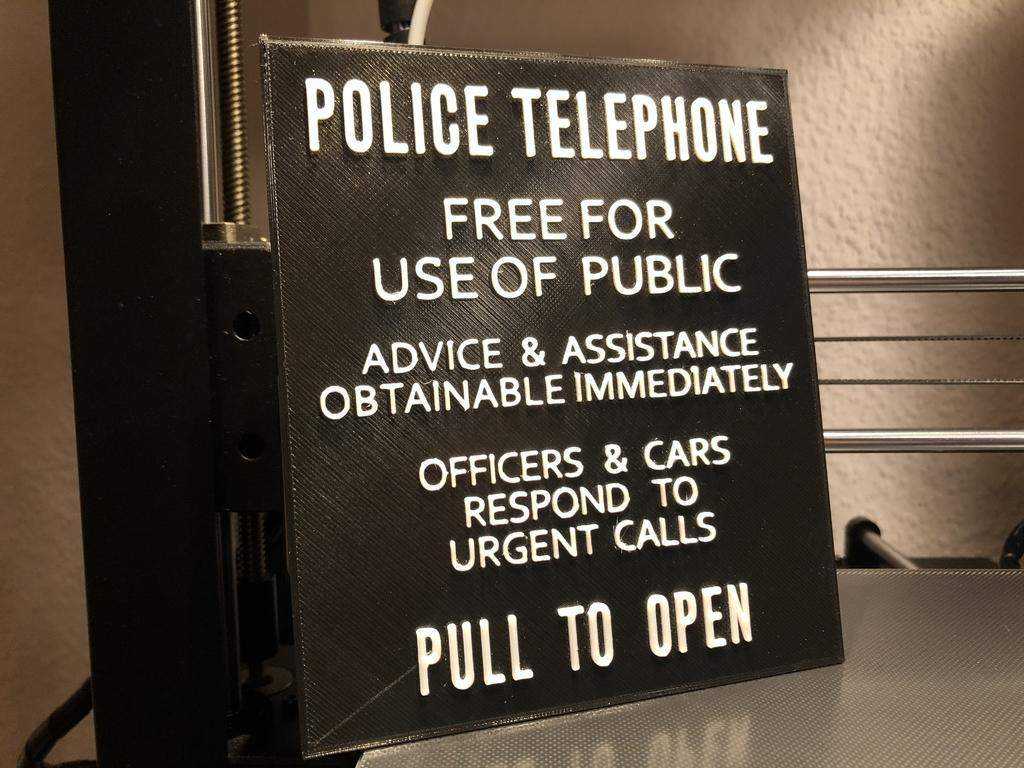 POLICE TELEPHONE
FREE FOR
USE OF PUBLIC
ADVICE & ASSISTANCE
OBTAINABLE IMMEDIATELY
OFFICERS & CARS
RESPOND TO
URGENT CALLS
PULL TO OPEN